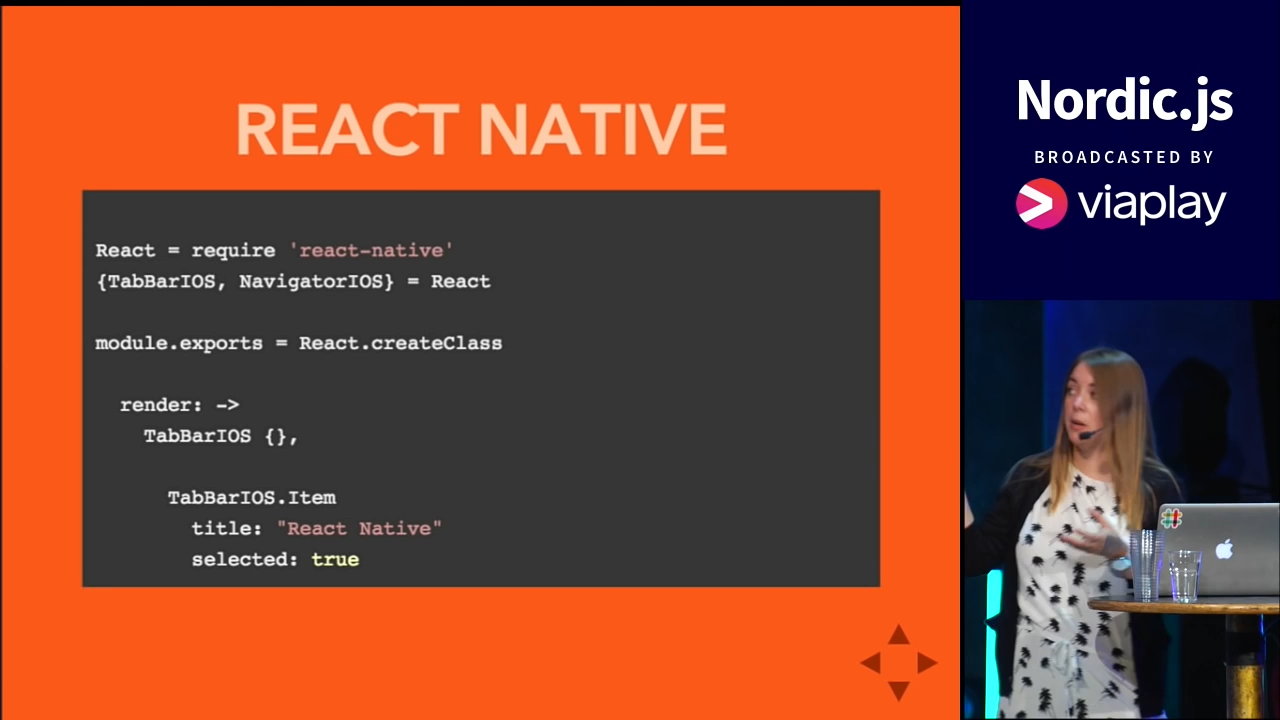 REACT NATIVE
React = require 'react-native'
{TabBarIOS, NavigatorIOS} = React
module.exports = React.createClass
render: ->
TabBarIOS {},
TabBarIOS.Item
title: "React Native"
selected: true
Nordic.js
BROADCASTED BY
viaplay